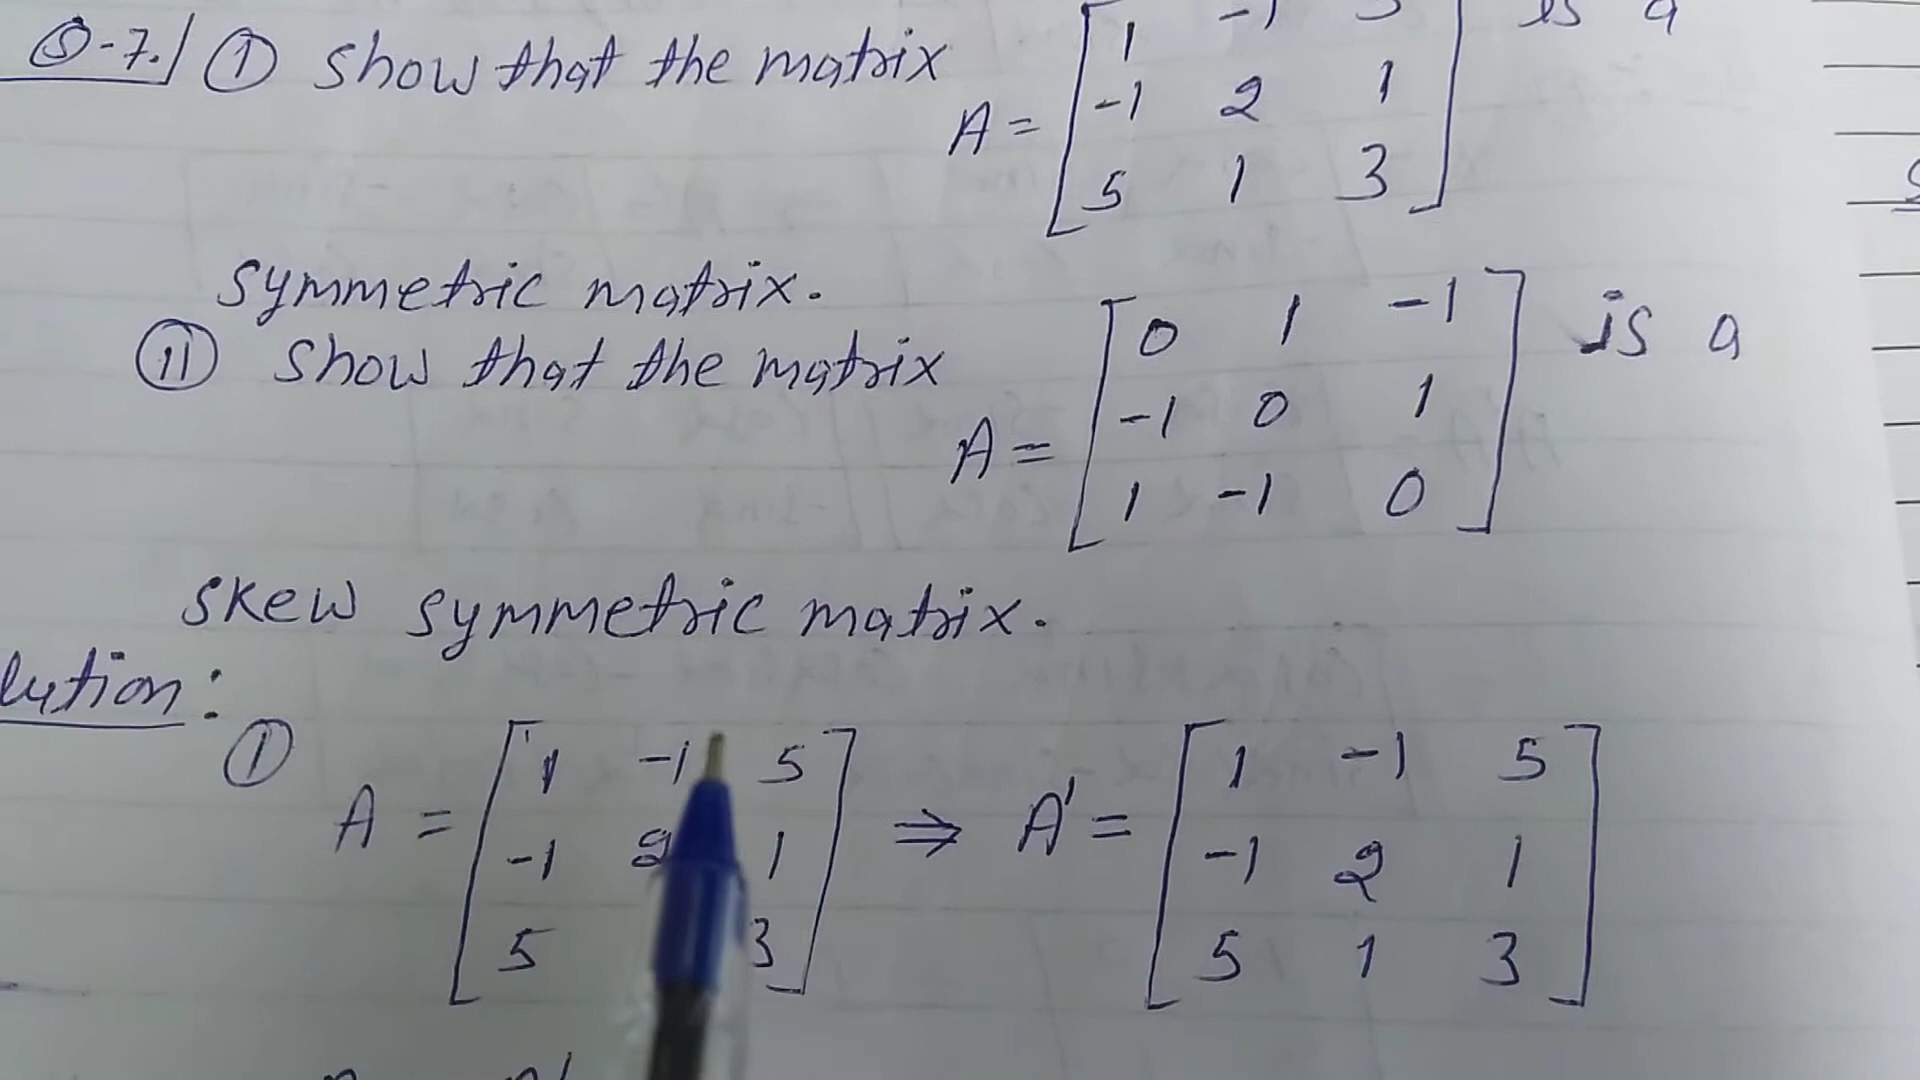 Q-7. (i) Show that the matrix A = [1 -1 5
-1 2 1
5 1 3] is a
symmetric matrix.
(ii) Show that the matrix A = [0 1 -1
-1 0 1
1 -1 0] is a
skew symmetric matrix.
lution:
(i) A = [1 -1 5
-1 2 1
5 3] ⇒ A' = [1 -1 5
-1 2 1
5 1 3]